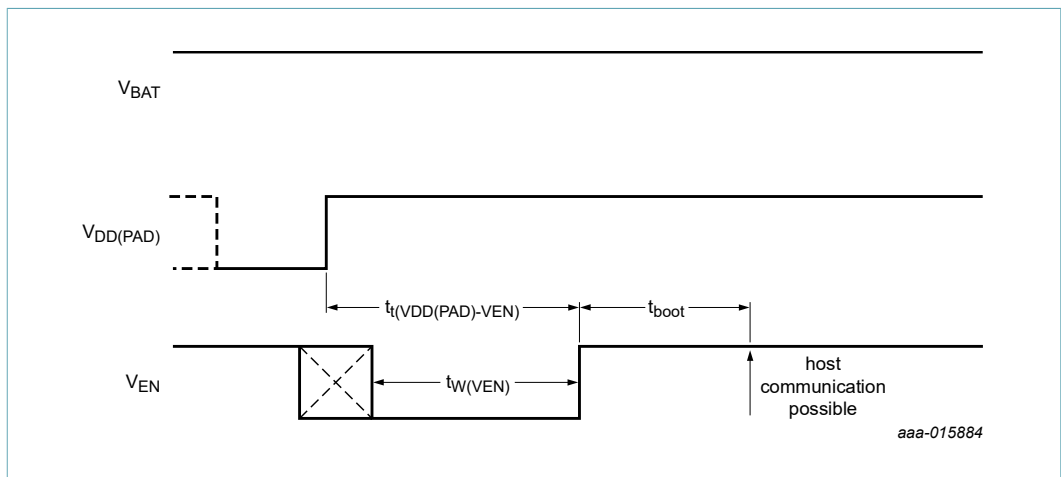 VBAT
VDD(PAD)
tt(VDD(PAD)-VEN)
tboot
VEN
tW(VEN)
host
communication
possible
aaa-015884